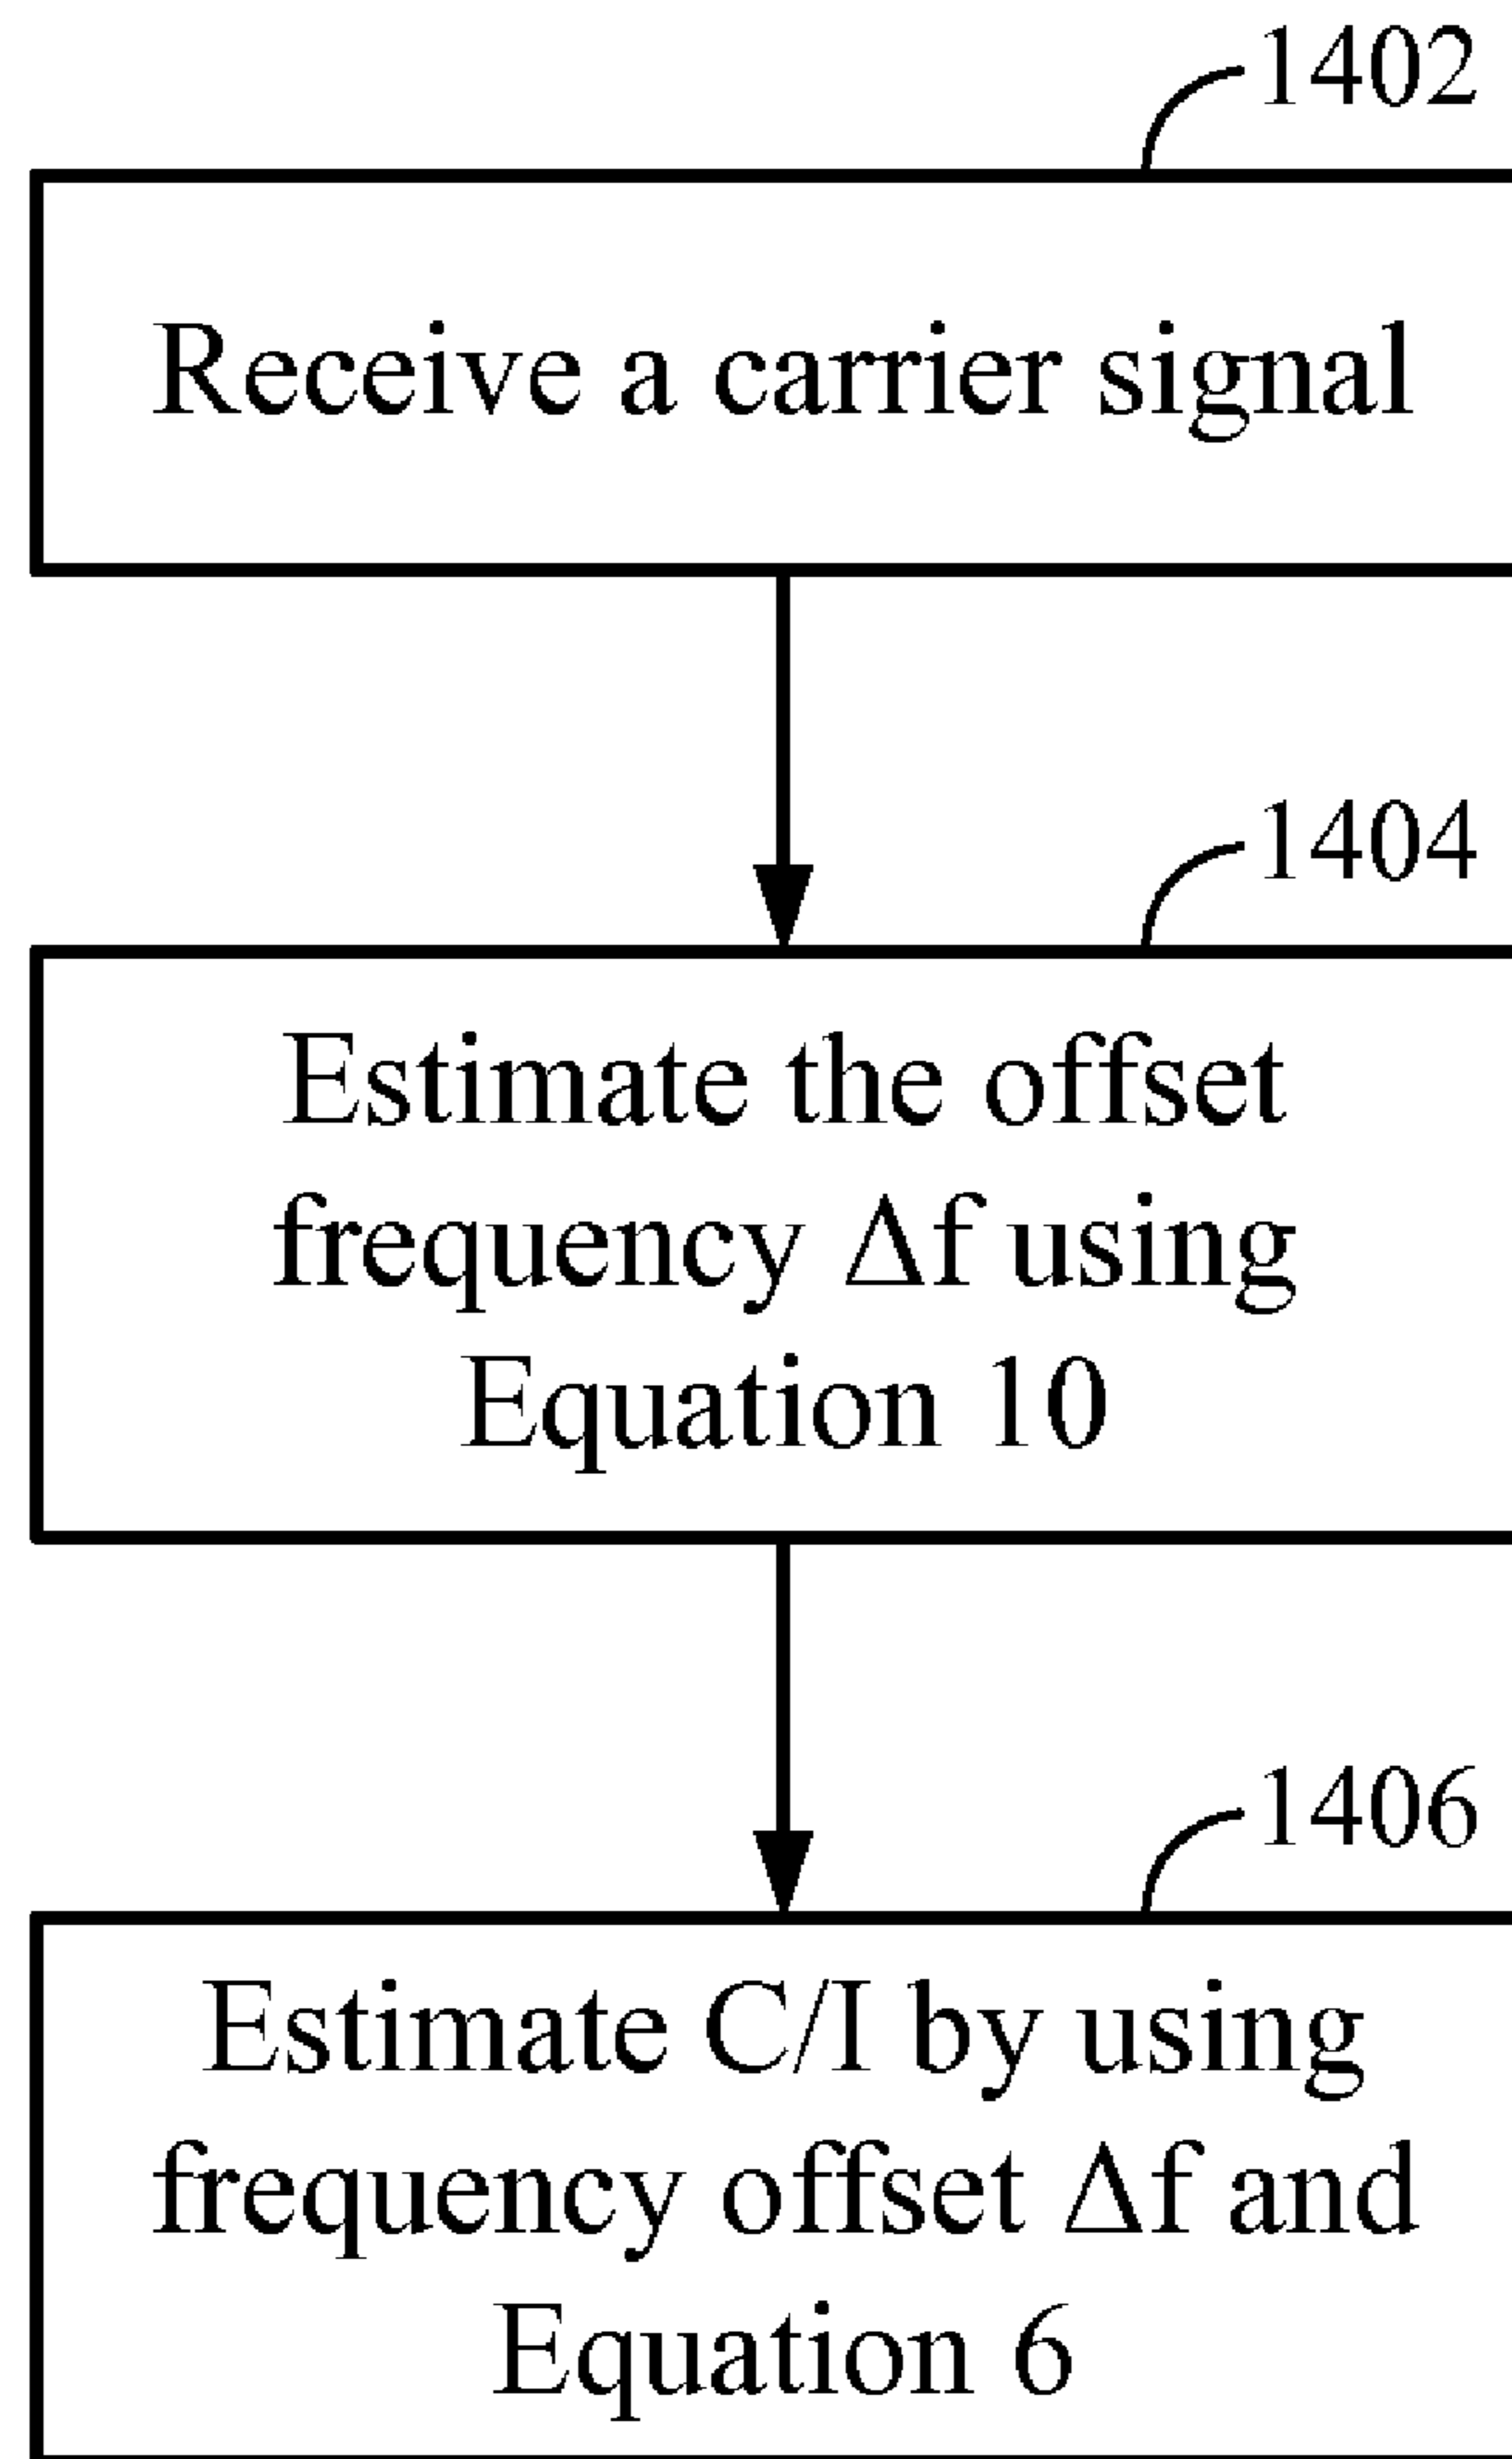 1402
Receive a carrier signal
1404
Estimate the offset
frequency Δf using
Equation 10
1406
Estimate C/I by using
frequency offset Δf and
Equation 6